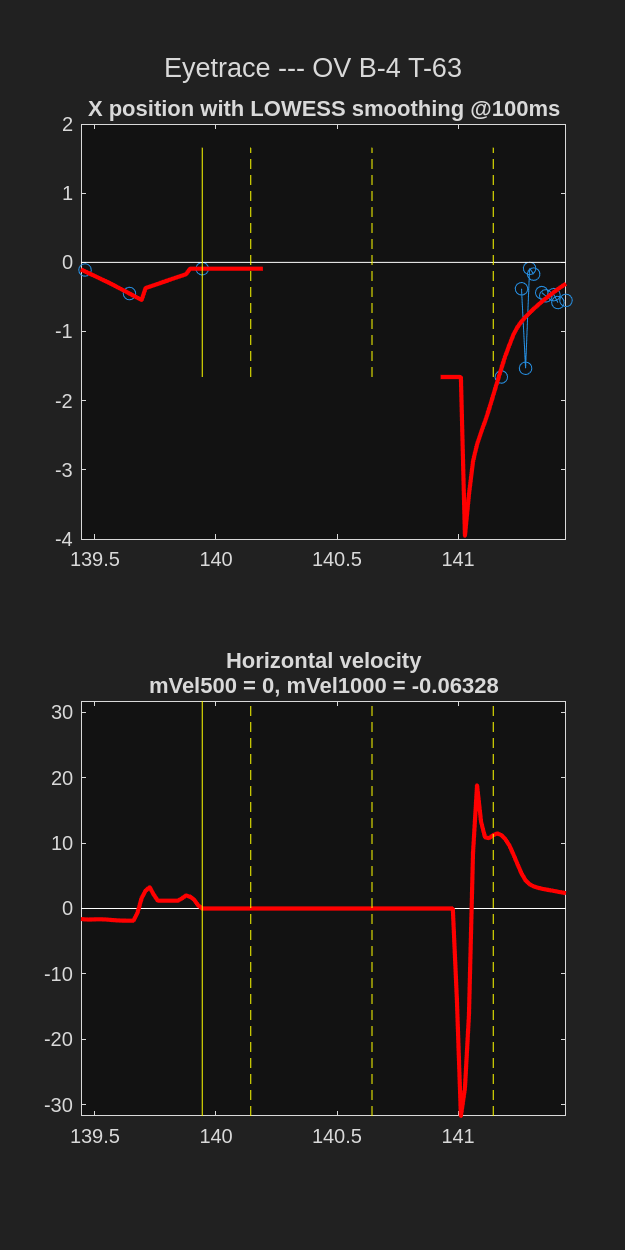 Eyetrace --- OV B-4 T-63
X position with LOWESS smoothing @100ms
2
1
0
-1
-2
-3
-4
139.5 140 140.5 141
Horizontal velocity
mVel500 = 0, mVel1000 = -0.06328
30
20
10
0
-10
-20
-30
139.5 140 140.5 141